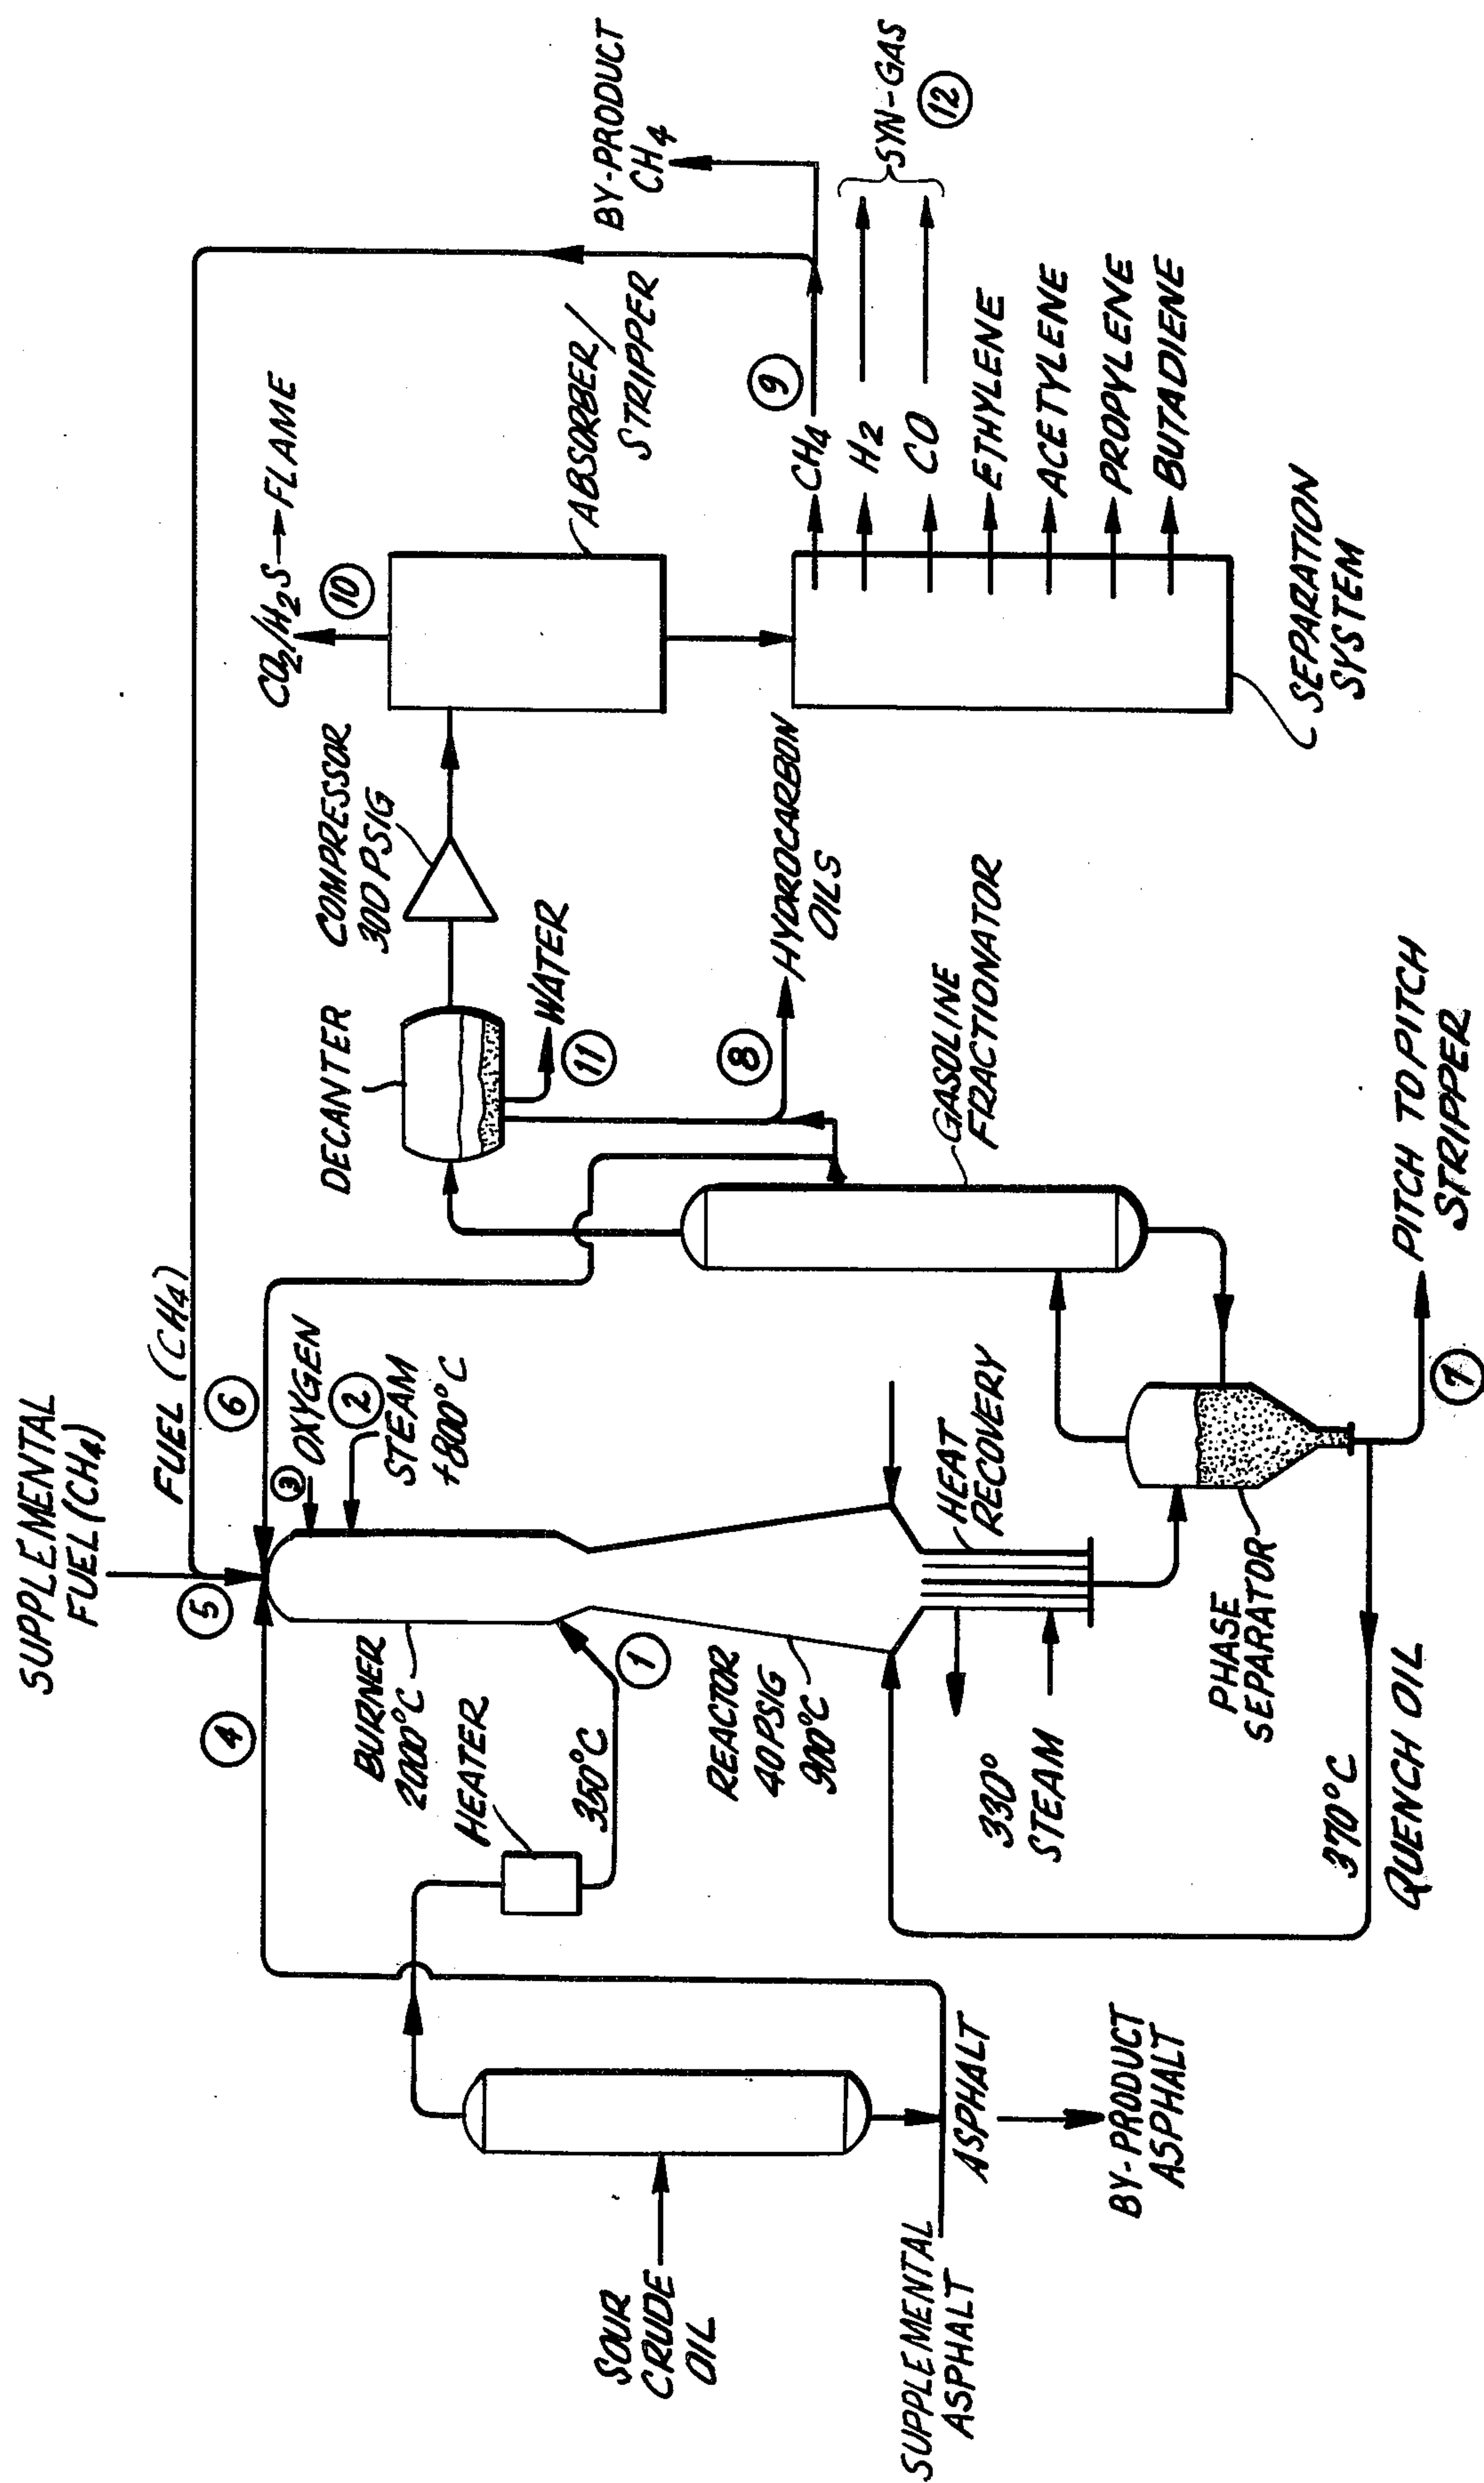 SUPPLEMENTAL
FUEL (CH4)
FUEL (CH4)
5
6
4
3
OXYGEN
2
STEAM
+800°C
BURNER
2000°C
HEATER
350°C
1
REACTOR
40 PSIG
900°C
330°
STEAM
HEAT
RECOVERY
PHASE
SEPARATOR
370°C
QUENCH OIL
7
PITCH TO PITCH
STRIPPER
SOUR
CRUDE
OIL
SUPPLEMENTAL
ASPHALT
ASPHALT
BY-PRODUCT
ASPHALT
GASOLINE
FRACTIONATOR
DECANTER
WATER
11
8
HYDROCARBON
OILS
COMPRESSOR
300 PSIG
CO2/H2S→FLAME
10
ABSORBER/
STRIPPER
SEPARATION
SYSTEM
CH4
H2
CO
ETHYLENE
ACETYLENE
PROPYLENE
BUTADIENE
9
BY-PRODUCT
CH4
SYN-GAS
12